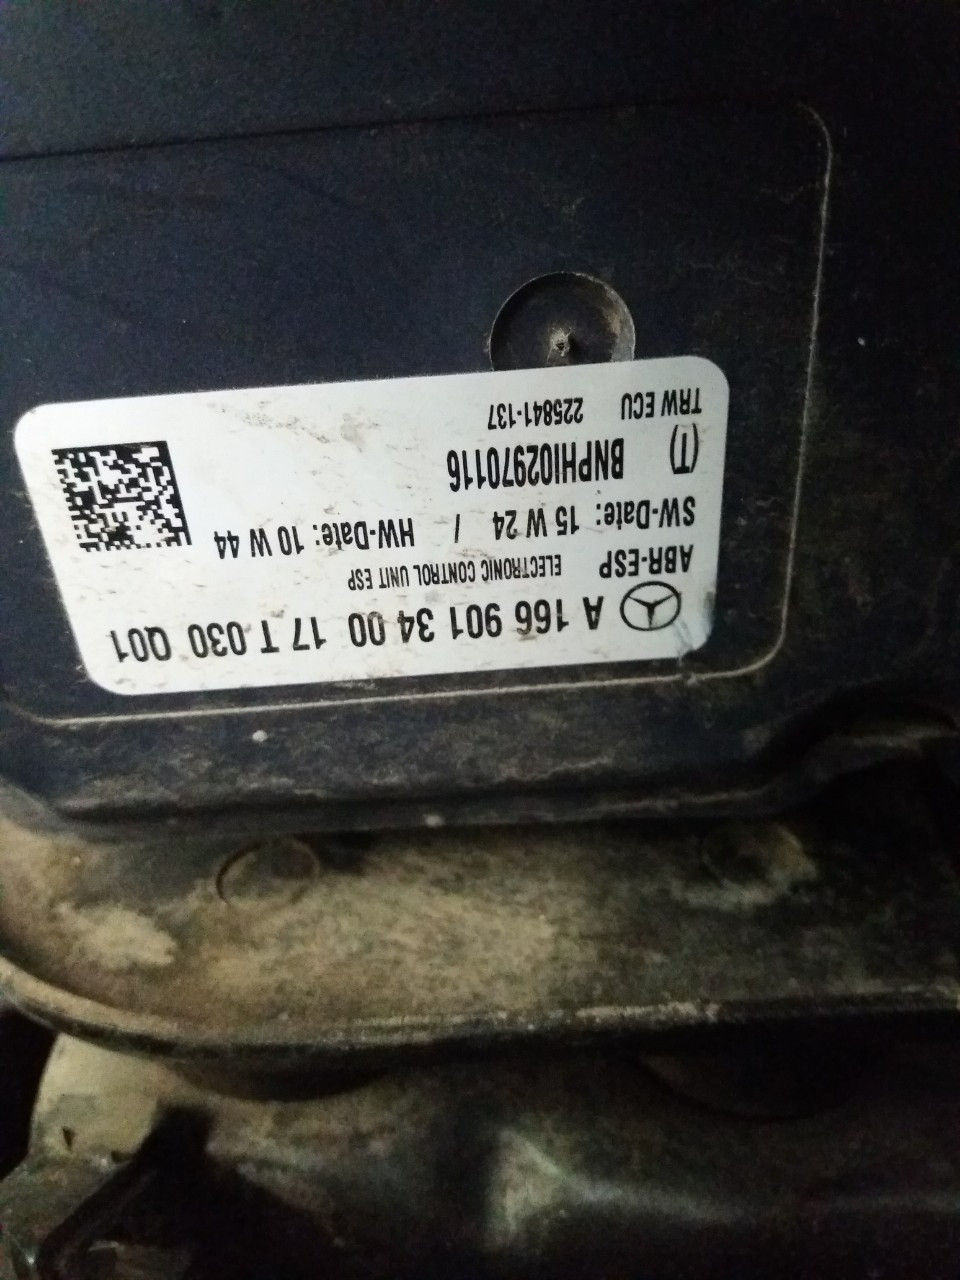 A 166 901 34 00 17 T 030 Q01
ABR-ESP ELECTRONIC CONTROL UNIT ESP
SW-Date: 15 W 24 / HW-Date: 10 W 44
(T) BNPHI02970116
TRW ECU 225841-137